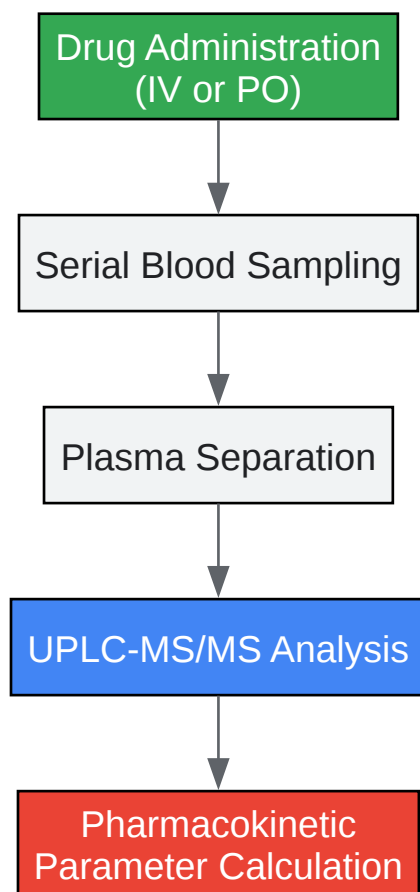 Drug Administration
(IV or PO)
Serial Blood Sampling
Plasma Separation
UPLC-MS/MS Analysis
Pharmacokinetic
Parameter Calculation